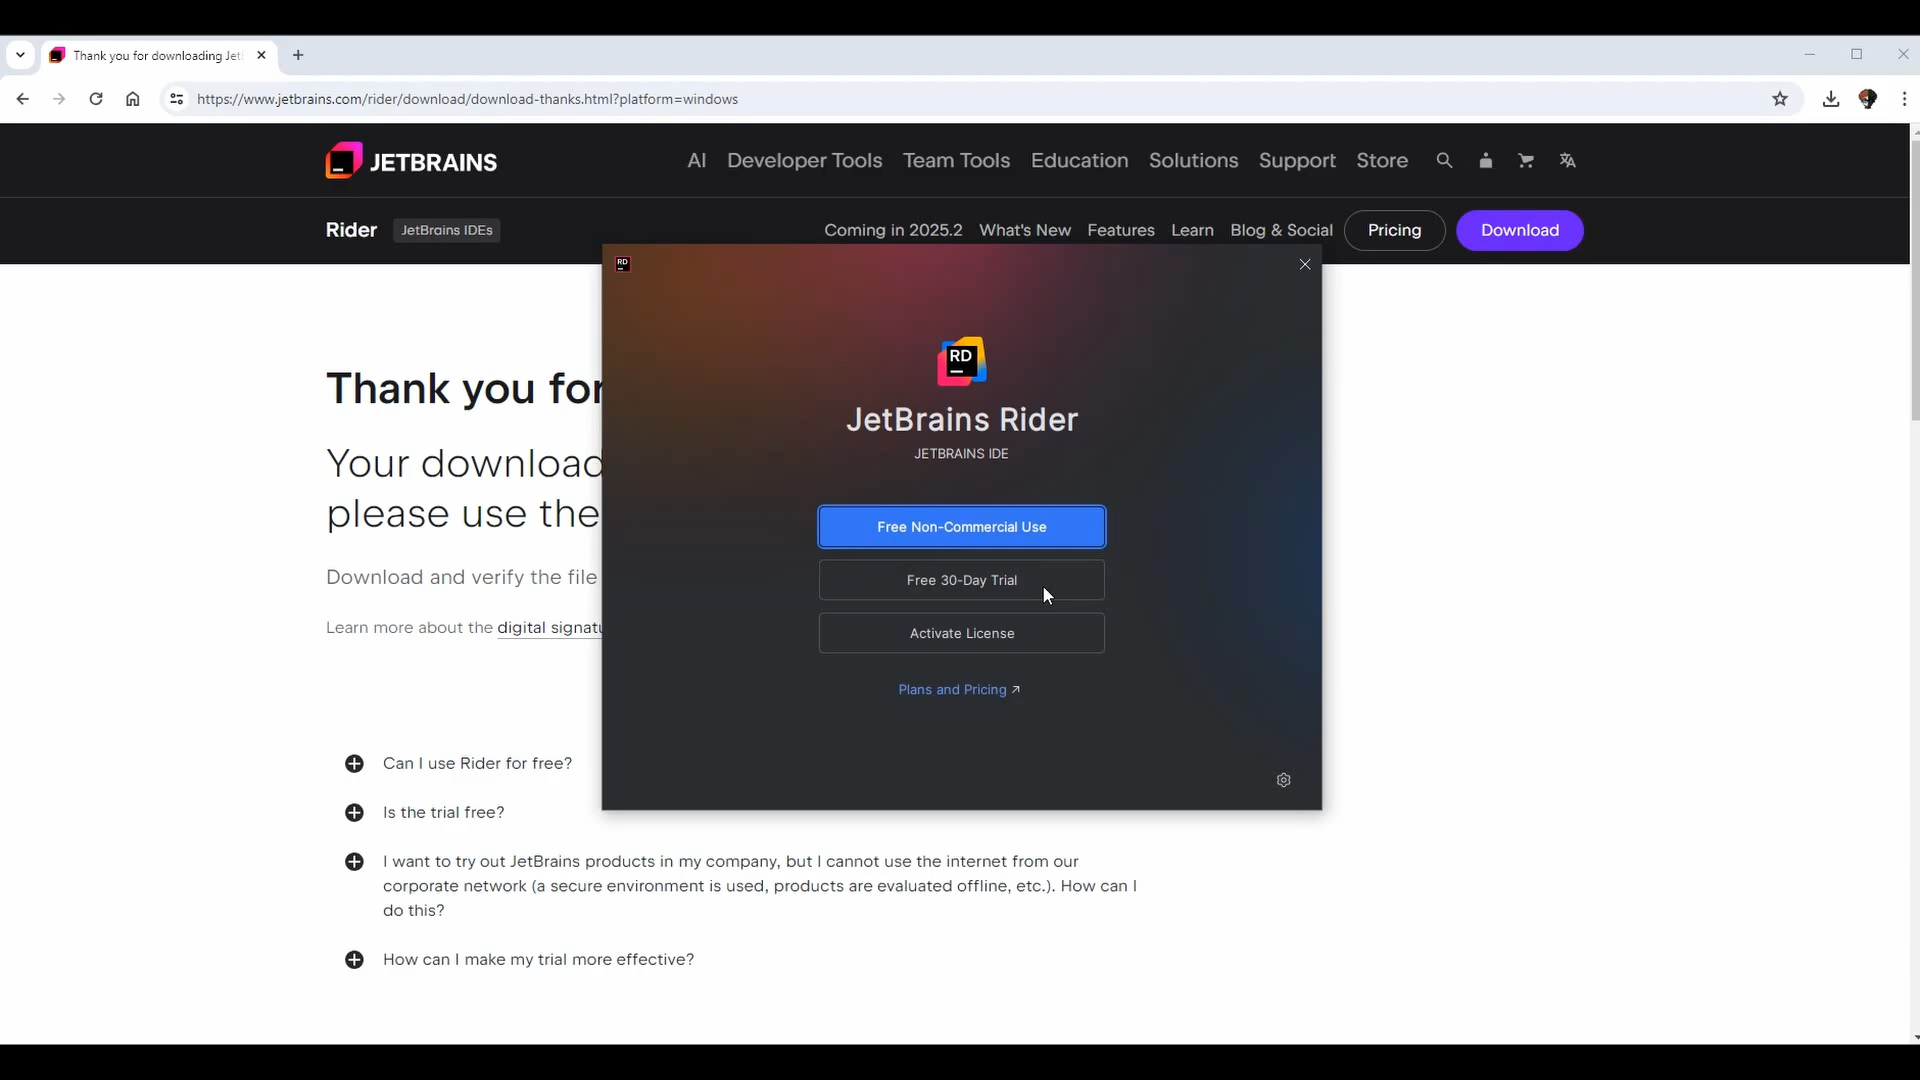 Thank you for downloading Jet
https://www.jetbrains.com/rider/download/download-thanks.html?platform=windows
JETBRAINS
AI Developer Tools Team Tools Education Solutions Support Store
Rider JetBrains IDEs Coming in 2025.2 What's New Features Learn Blog & Social Pricing Download
RD
RD
JetBrains Rider
JETBRAINS IDE
Free Non-Commercial Use
Free 30-Day Trial
Activate License
Plans and Pricing
Thank you for
Your download
please use the
Download and verify the file
Learn more about the digital signatu
Can I use Rider for free?
Is the trial free?
I want to try out JetBrains products in my company, but I cannot use the internet from our
corporate network (a secure environment is used, products are evaluated offline, etc.). How can I
do this?
How can I make my trial more effective?